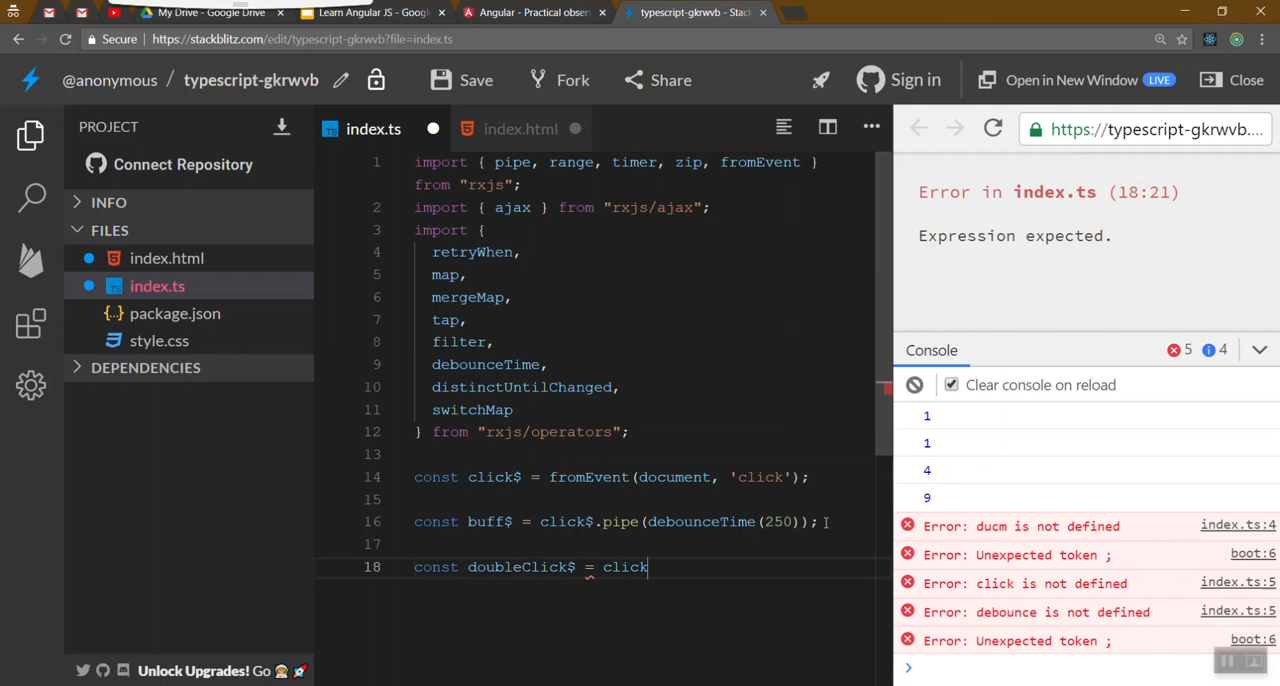 My Drive - Google Drive
Learn Angular JS - Google
Angular - Practical obser
typescript-gkrwvb - Stac
Secure
https://stackblitz.com/edit/typescript-gkrwvb?file=index.ts
@anonymous / typescript-gkrwvb
Save
Fork
Share
Sign in
Open in New Window LIVE
Close
PROJECT
Connect Repository
INFO
FILES
index.html
TS index.ts
{..} package.json
style.css
DEPENDENCIES
Unlock Upgrades! Go
TS index.ts
index.html
1 import { pipe, range, timer, zip, fromEvent }
from "rxjs";
2 import { ajax } from "rxjs/ajax";
3 import {
4 retryWhen,
5 map,
6 mergeMap,
7 tap,
8 filter,
9 debounceTime,
10 distinctUntilChanged,
11 switchMap
12 } from "rxjs/operators";
13
14 const click$ = fromEvent(document, 'click');
15
16 const buff$ = click$.pipe(debounceTime(250));
17
18 const doubleClick$ = click
https://typescript-gkrwvb....
Error in index.ts (18:21)
Expression expected.
Console
5
4
Clear console on reload
1
1
4
9
Error: ducm is not defined index.ts:4
Error: Unexpected token ; boot:6
Error: click is not defined index.ts:5
Error: debounce is not defined index.ts:5
Error: Unexpected token ; boot:6